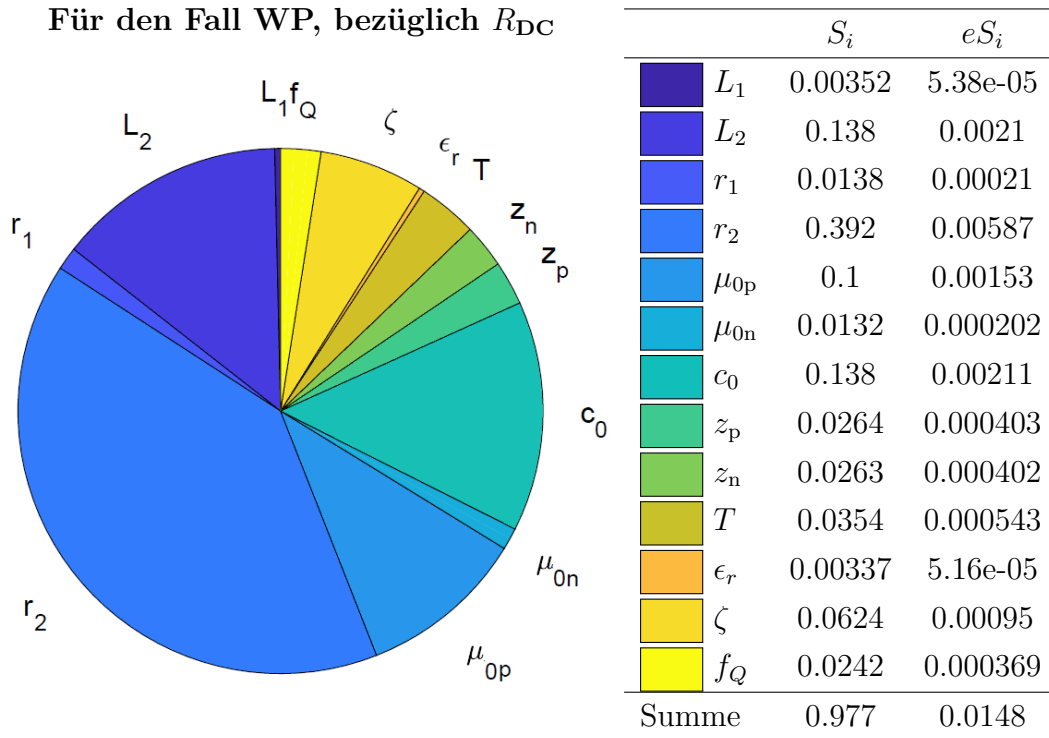 Für den Fall WP, bezüglich R_DC
L_1 f_Q
ζ
L_2
ϵ_r T
z_n
r_1
z_p
c_0
μ_0n
r_2
μ_0p
S_i eS_i
L_1 0.00352 5.38e-05
L_2 0.138 0.0021
r_1 0.0138 0.00021
r_2 0.392 0.00587
μ_0p 0.1 0.00153
μ_0n 0.0132 0.000202
c_0 0.138 0.00211
z_p 0.0264 0.000403
z_n 0.0263 0.000402
T 0.0354 0.000543
ϵ_r 0.00337 5.16e-05
ζ 0.0624 0.00095
f_Q 0.0242 0.000369
Summe 0.977 0.0148